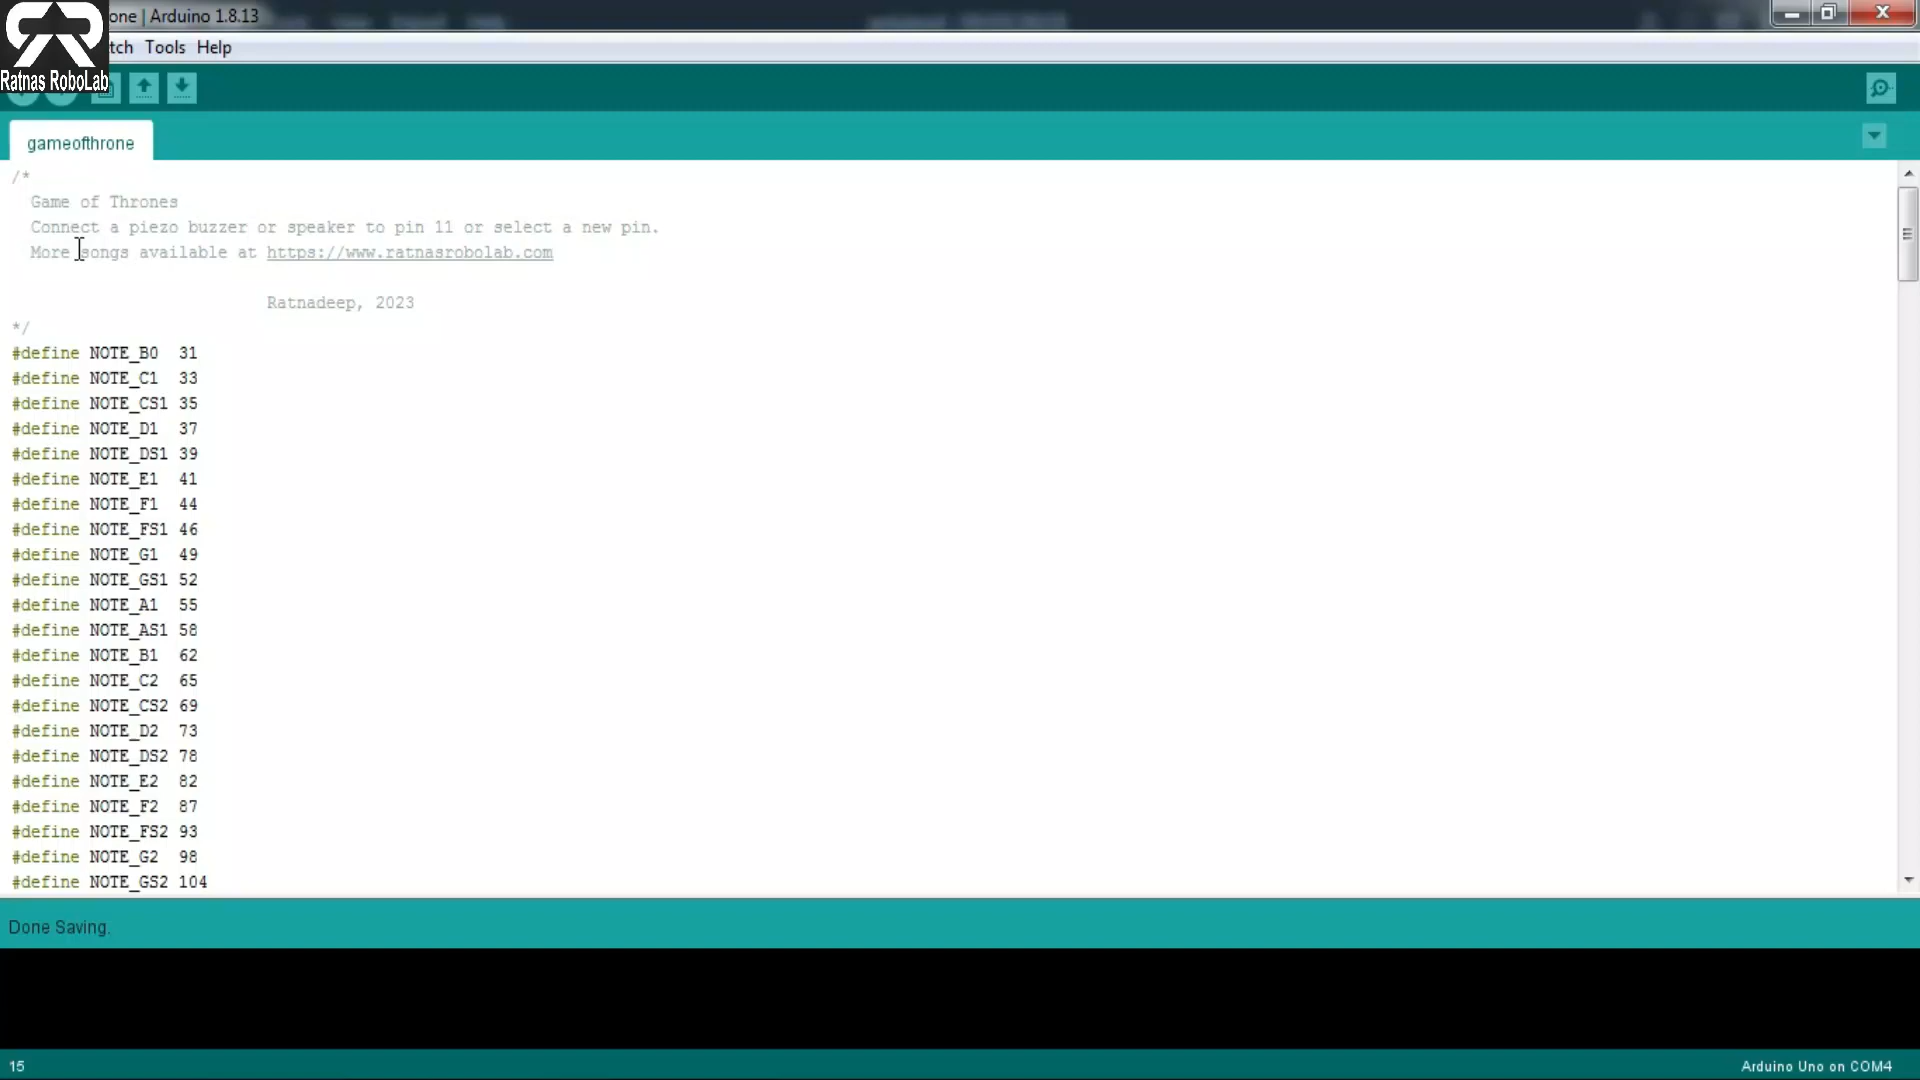 one | Arduino 1.8.13
tch Tools Help
Ratnas RoboLab
gameofthrone
/*
Game of Thrones
Connect a piezo buzzer or speaker to pin 11 or select a new pin.
More songs available at https://www.ratnasrobolab.com
Ratnadeep, 2023
*/
#define NOTE_B0 31
#define NOTE_C1 33
#define NOTE_CS1 35
#define NOTE_D1 37
#define NOTE_DS1 39
#define NOTE_E1 41
#define NOTE_F1 44
#define NOTE_FS1 46
#define NOTE_G1 49
#define NOTE_GS1 52
#define NOTE_A1 55
#define NOTE_AS1 58
#define NOTE_B1 62
#define NOTE_C2 65
#define NOTE_CS2 69
#define NOTE_D2 73
#define NOTE_DS2 78
#define NOTE_E2 82
#define NOTE_F2 87
#define NOTE_FS2 93
#define NOTE_G2 98
#define NOTE_GS2 104
Done Saving.
15
Arduino Uno on COM4